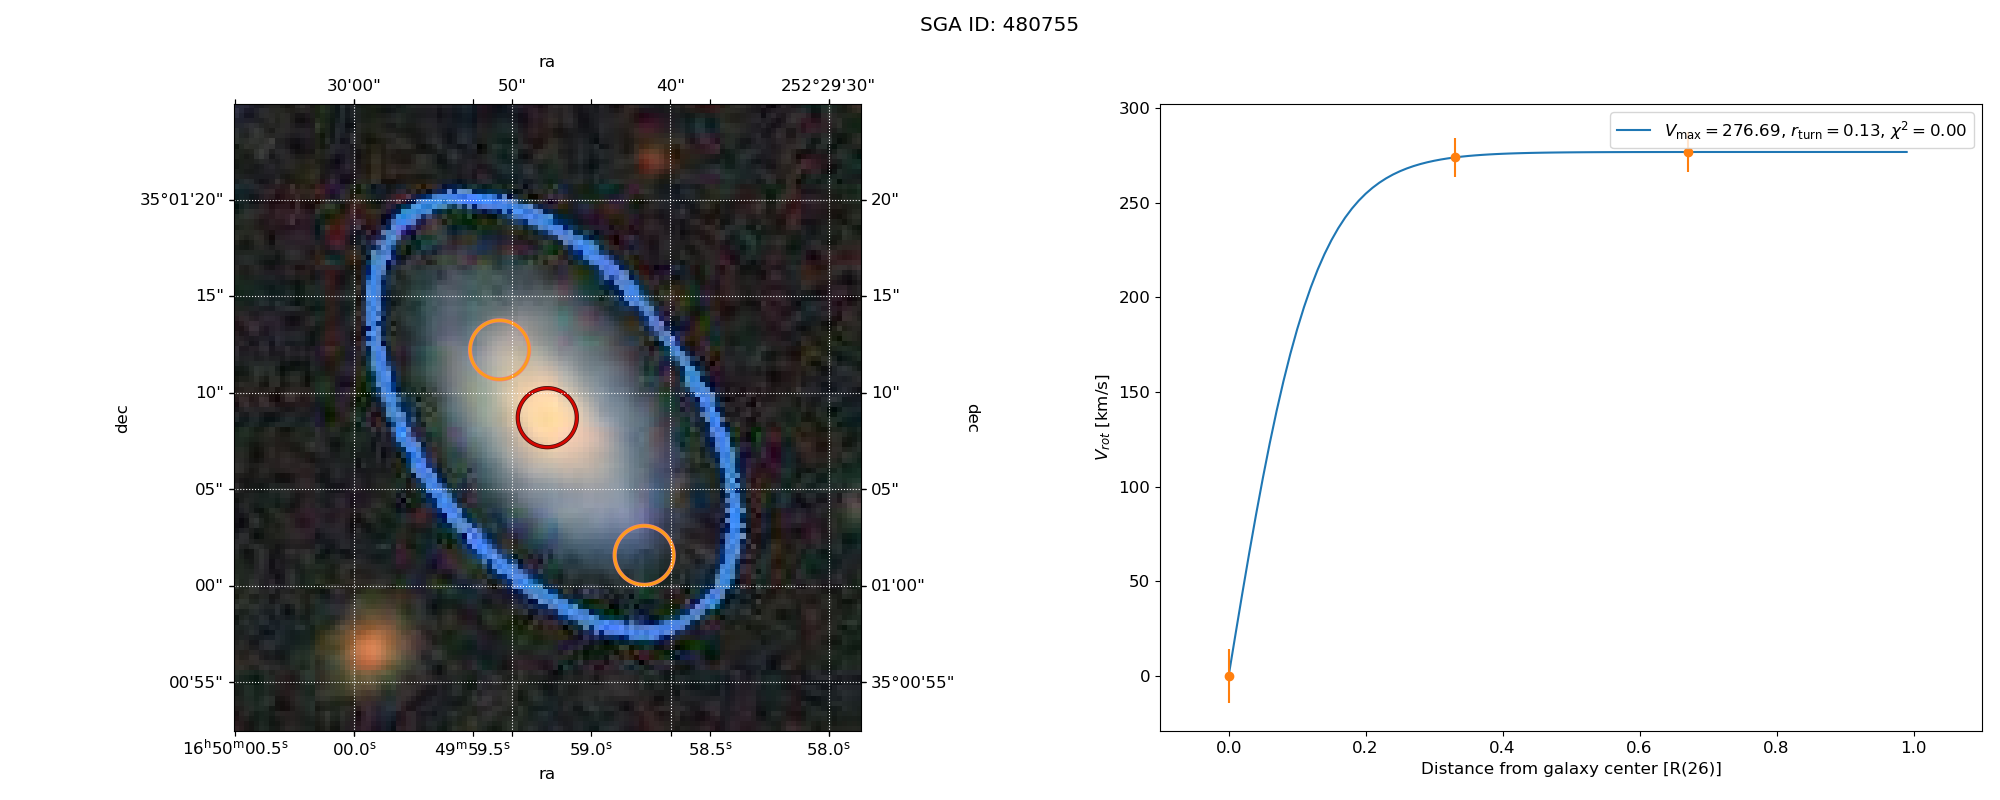 SGA ID: 480755
ra
30'00" 50" 40" 252°29'30"
35°01'20" 20"
15" 15"
10" 10"
dec dec
05" 05"
00" 01'00"
00'55" 35°00'55"
16ʰ50ᵐ00.5ˢ 00.0ˢ 49ᵐ59.5ˢ 59.0ˢ 58.5ˢ 58.0ˢ
ra
V_max = 276.69, r_turn = 0.13, χ² = 0.00
300
250
200
150
100
50
0
V_rot [km/s]
0.0 0.2 0.4 0.6 0.8 1.0
Distance from galaxy center [R(26)]